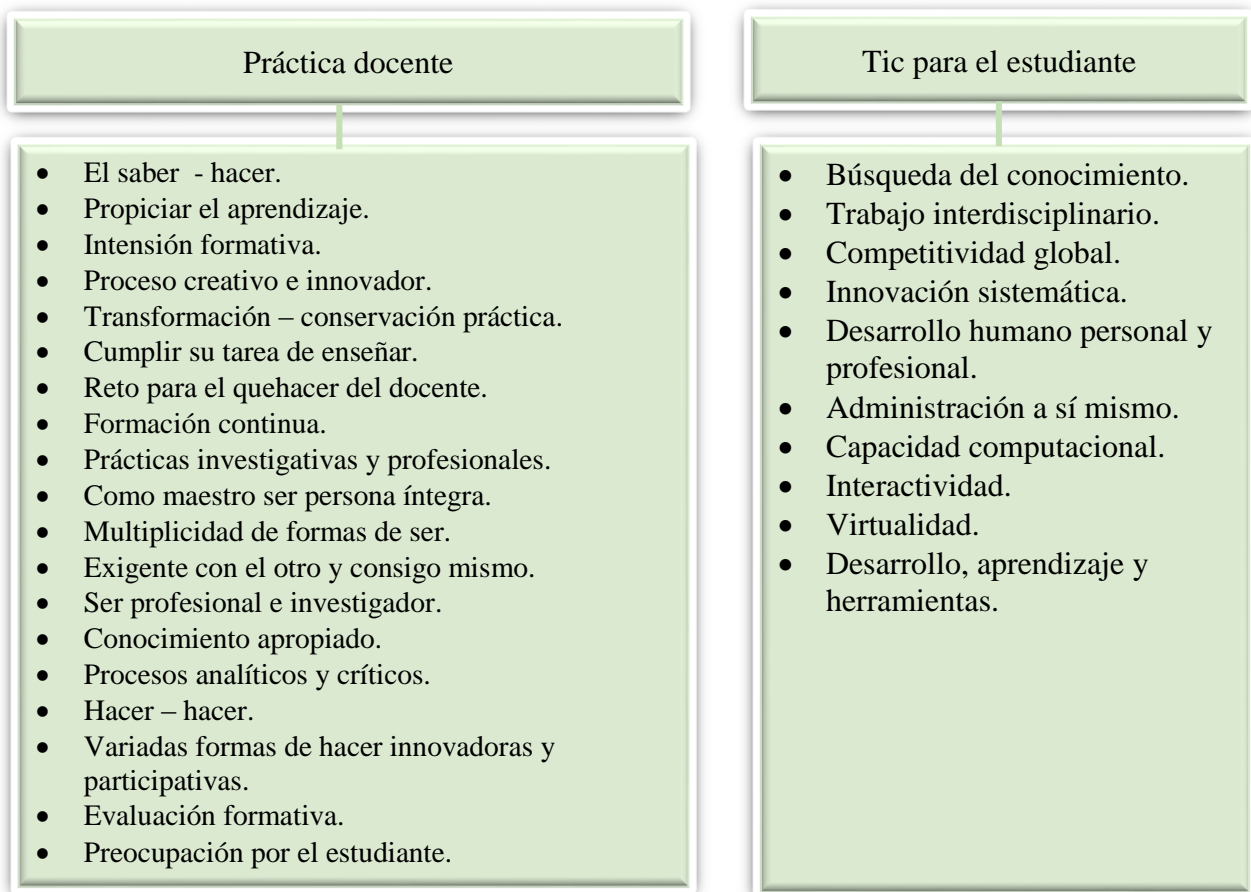 Práctica docente
• El saber - hacer.
• Propiciar el aprendizaje.
• Intensión formativa.
• Proceso creativo e innovador.
• Transformación – conservación práctica.
• Cumplir su tarea de enseñar.
• Reto para el quehacer del docente.
• Formación continua.
• Prácticas investigativas y profesionales.
• Como maestro ser persona íntegra.
• Multiplicidad de formas de ser.
• Exigente con el otro y consigo mismo.
• Ser profesional e investigador.
• Conocimiento apropiado.
• Procesos analíticos y críticos.
• Hacer – hacer.
• Variadas formas de hacer innovadoras y
participativas.
• Evaluación formativa.
• Preocupación por el estudiante.
Tic para el estudiante
• Búsqueda del conocimiento.
• Trabajo interdisciplinario.
• Competitividad global.
• Innovación sistemática.
• Desarrollo humano personal y
profesional.
• Administración a sí mismo.
• Capacidad computacional.
• Interactividad.
• Virtualidad.
• Desarrollo, aprendizaje y
herramientas.